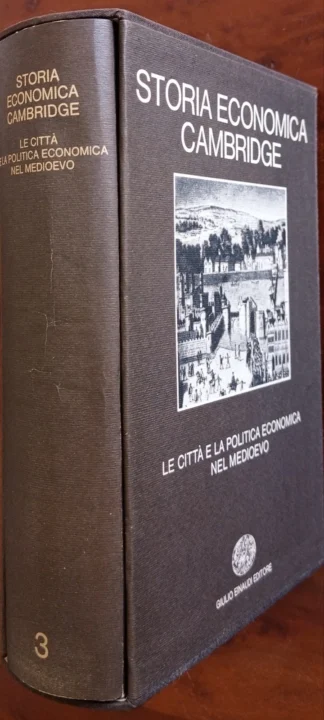 STORIA
ECONOMICA
CAMBRIDGE
LE CITTÀ
E LA POLITICA ECONOMICA
NEL MEDIOEVO
3
STORIA ECONOMICA
CAMBRIDGE
LE CITTÀ E LA POLITICA ECONOMICA
NEL MEDIOEVO
GIULIO EINAUDI EDITORE